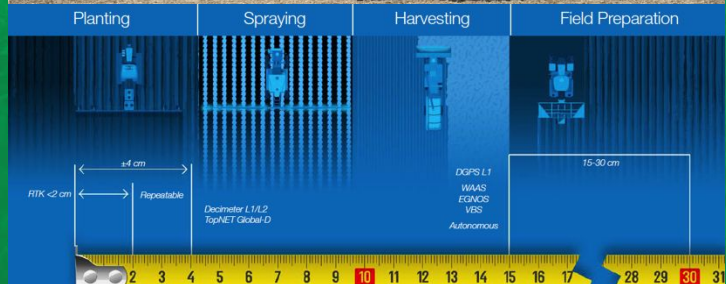 Planting
Spraying
Harvesting
Field Preparation
±4 cm
RTK <2 cm
Repeatable
Decimeter L1/L2
TopNET Global-D
DGPS L1
WAAS
EGNOS
VBS
Autonomous
15-30 cm
2 3 4 5 6 7 8 9 10 11 12 13 14 15 16 17 28 29 30 31